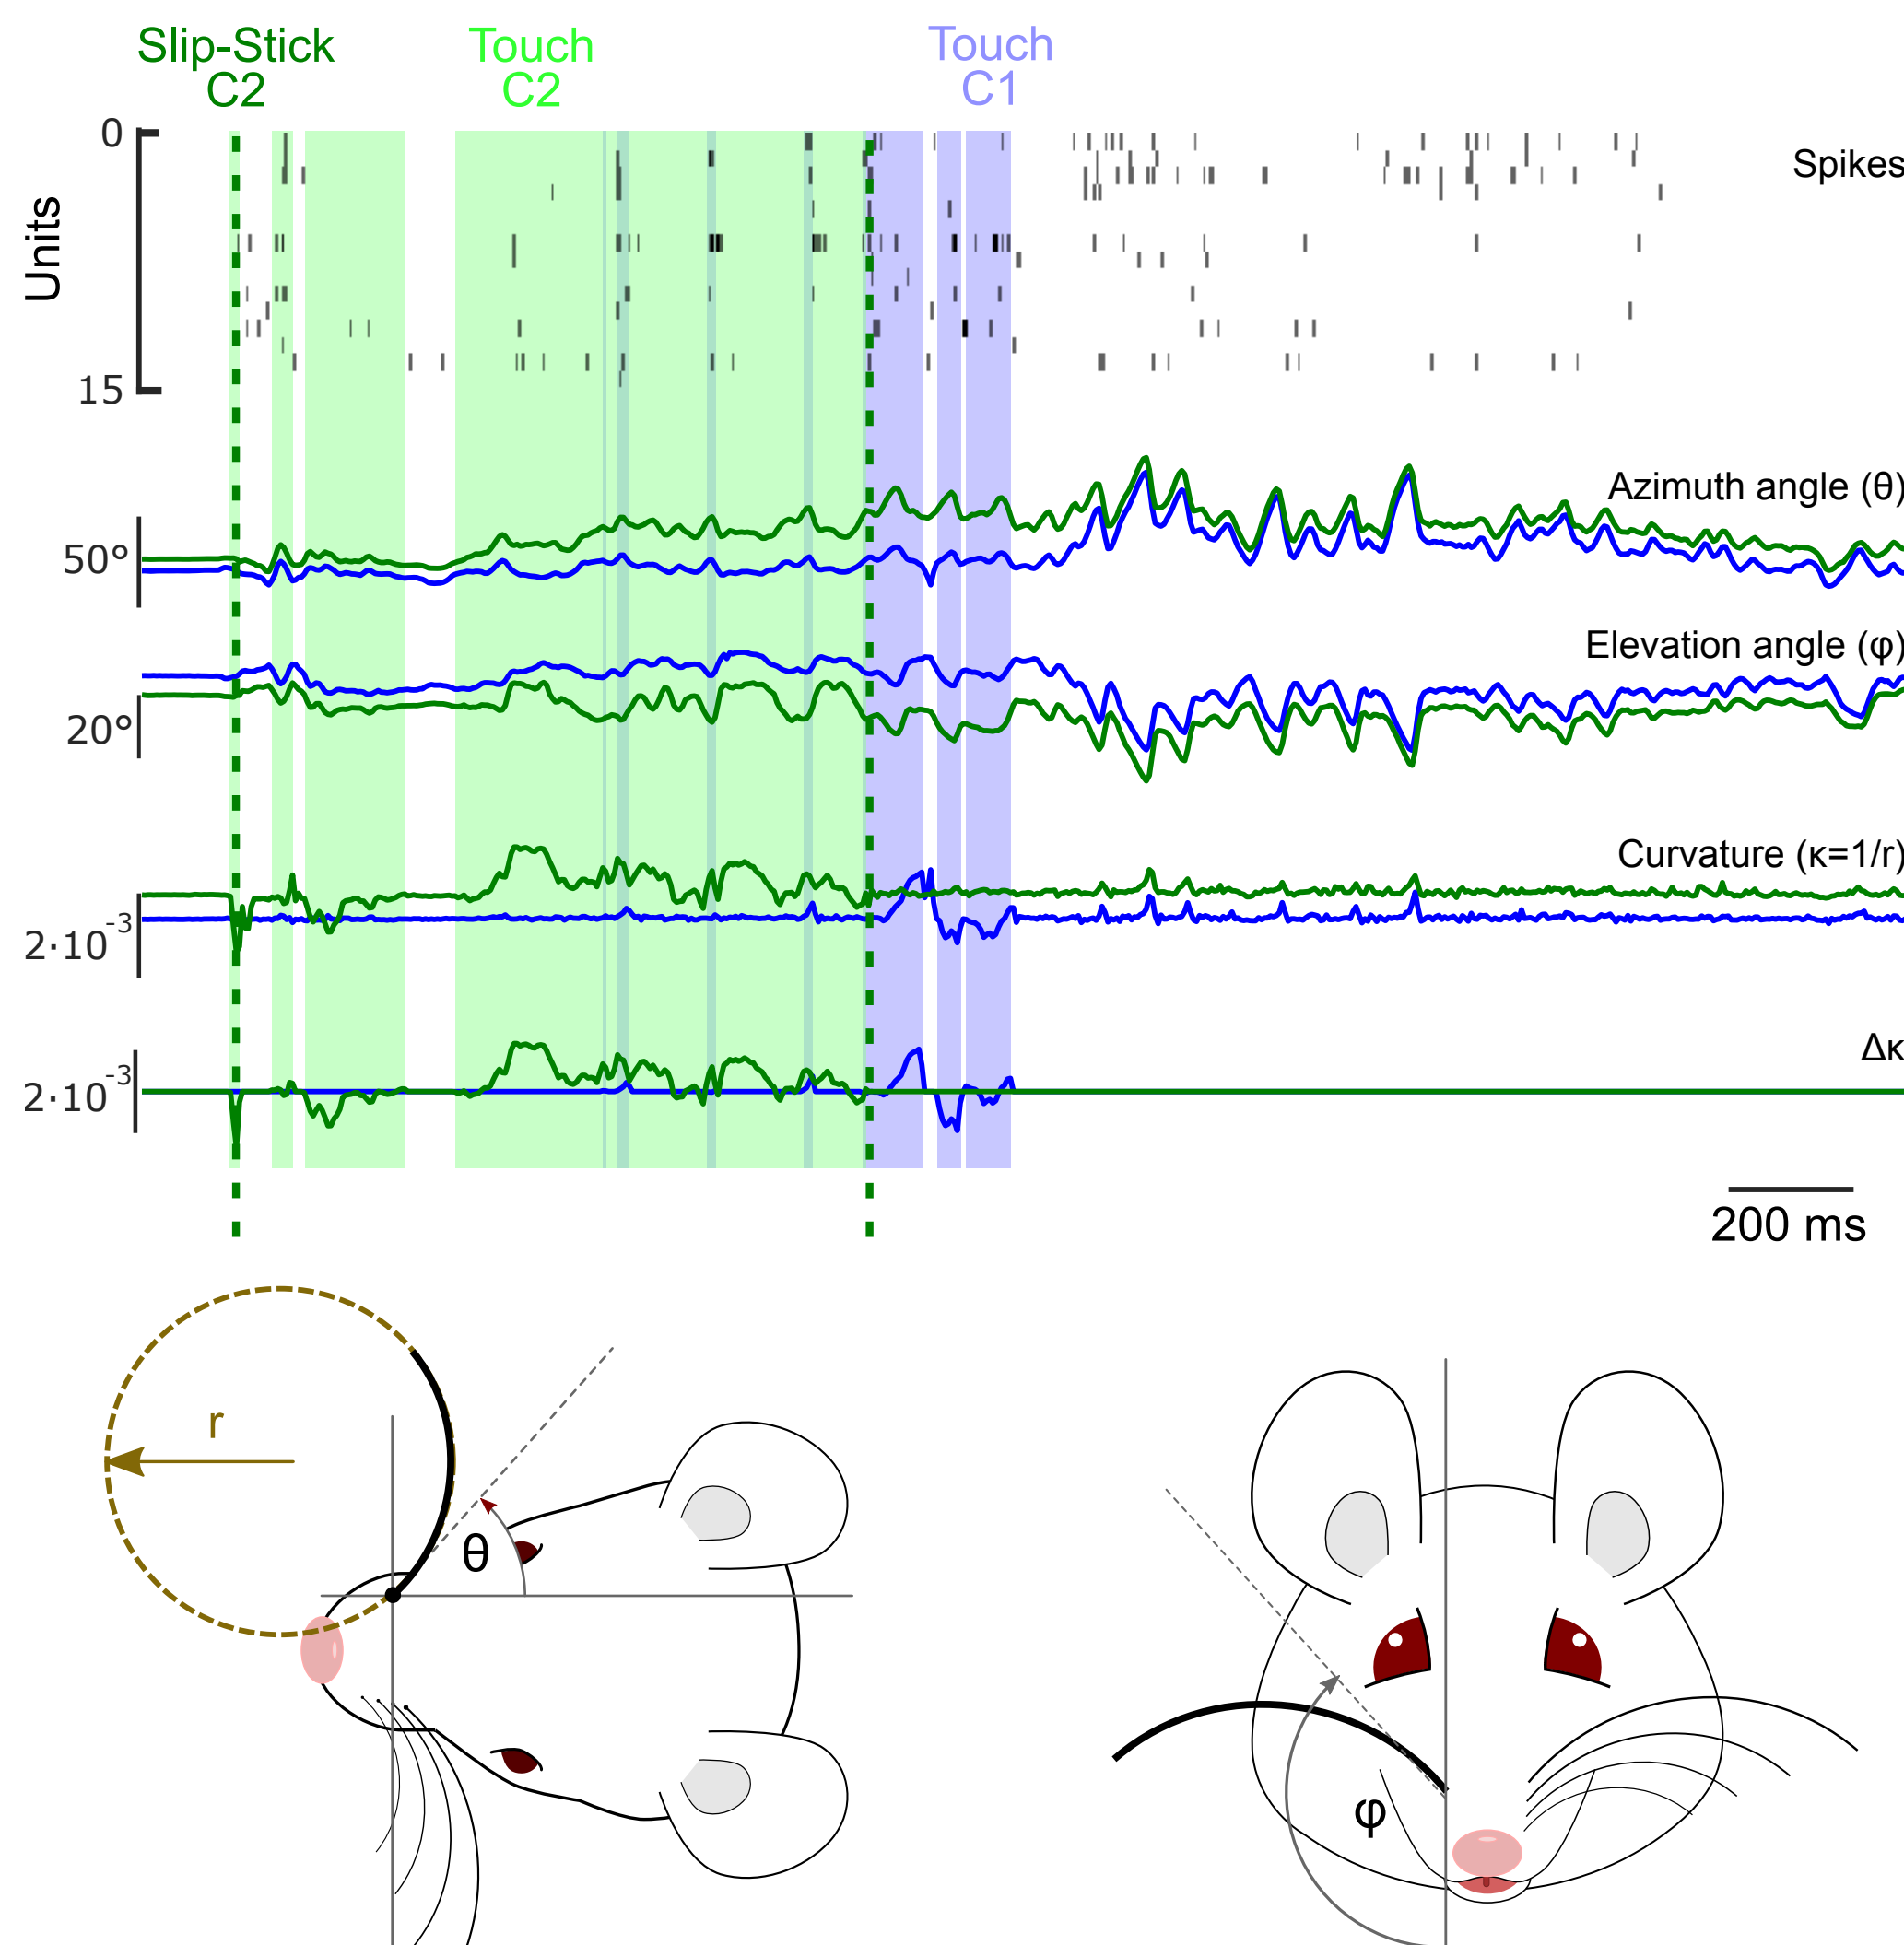 Slip-Stick
C2
Touch
C2
Touch
C1
0
Spikes
Units
15
Azimuth angle (θ)
50°
Elevation angle (φ)
20°
Curvature (κ=1/r)
2·10⁻³
Δκ
2·10⁻³
200 ms
r
θ
φ